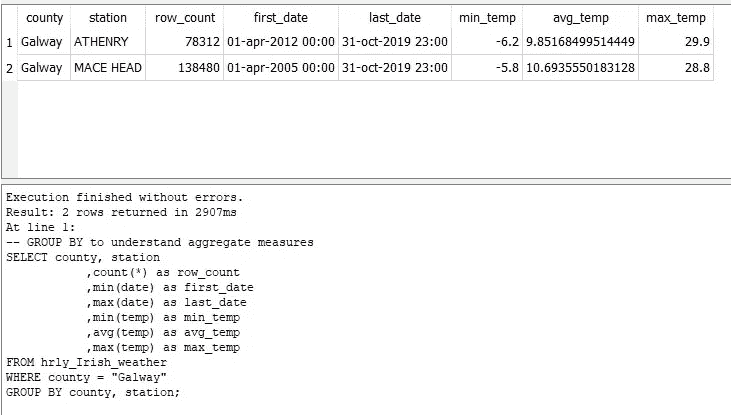 county station row_count first_date last_date min_temp avg_temp max_temp
1 Galway ATHENRY 78312 01-apr-2012 00:00 31-oct-2019 23:00 -6.2 9.85168499514449 29.9
2 Galway MACE HEAD 138480 01-apr-2005 00:00 31-oct-2019 23:00 -5.8 10.6935550183128 28.8
Execution finished without errors.
Result: 2 rows returned in 2907ms
At line 1:
-- GROUP BY to understand aggregate measures
SELECT county, station
,count(*) as row_count
,min(date) as first_date
,max(date) as last_date
,min(temp) as min_temp
,avg(temp) as avg_temp
,max(temp) as max_temp
FROM hrly_Irish_weather
WHERE county = "Galway"
GROUP BY county, station;